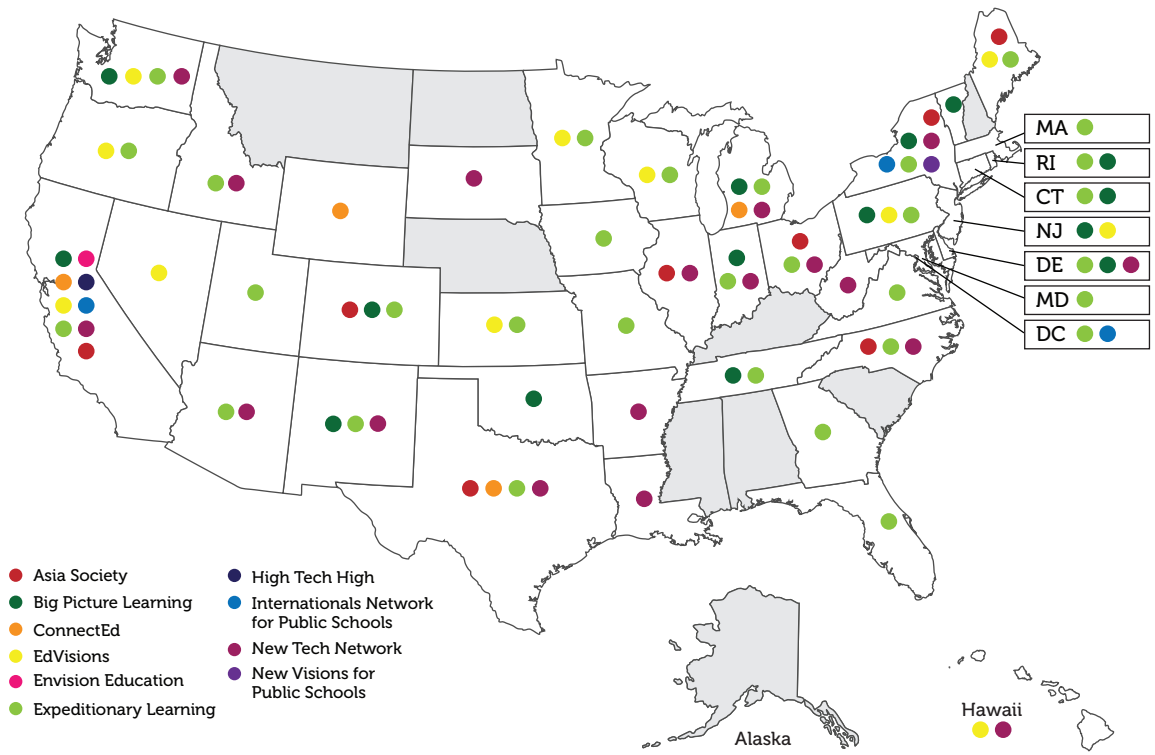 MA
RI
CT
NJ
DE
MD
DC
Asia Society
Big Picture Learning
ConnectEd
EdVisions
Envision Education
Expeditionary Learning
High Tech High
Internationals Network
for Public Schools
New Tech Network
New Visions for
Public Schools
Alaska
Hawaii